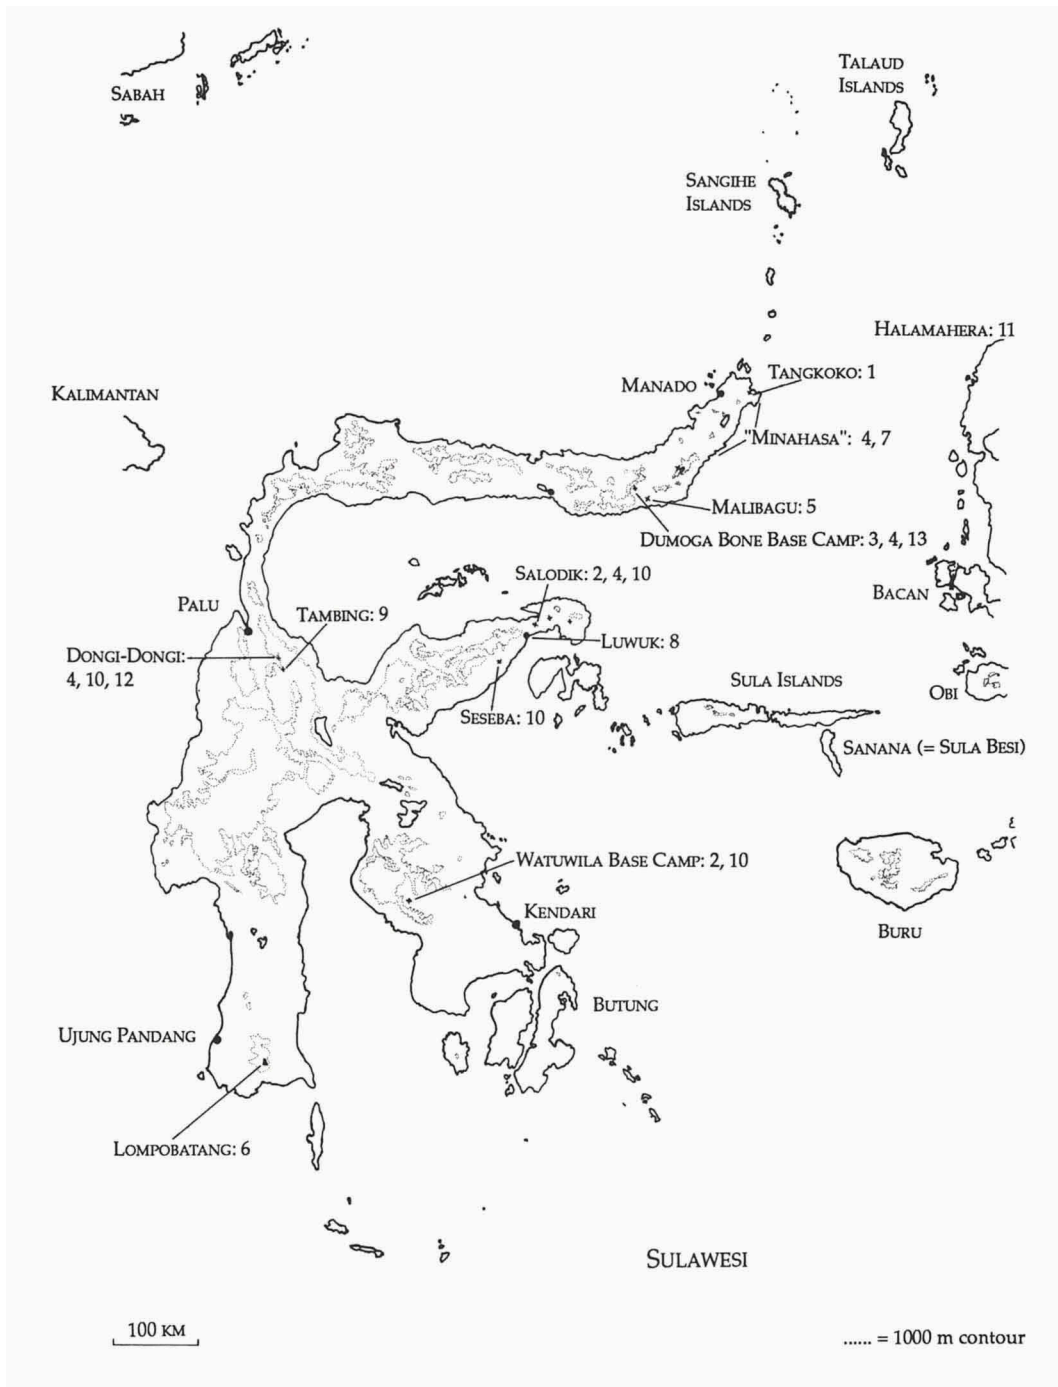 TALAUD
ISLANDS
SABAH
SANGIHE
ISLANDS
HALAMAHERA: 11
TANGKOKO: 1
MANADO
KALIMANTAN
"MINAHASA": 4, 7
MALIBAGU: 5
DUMOGA BONE BASE CAMP: 3, 4, 13
SALODIK: 2, 4, 10
BACAN
PALU
TAMBING: 9
LUWUK: 8
DONGI-DONGI:
4, 10, 12
SULA ISLANDS
OBI
SESEBA: 10
SANANA (= SULA BESI)
WATUWILA BASE CAMP: 2, 10
KENDARI
BURU
BUTUNG
UJUNG PANDANG
LOMPOBATANG: 6
SULAWESI
100 KM
...... = 1000 m contour